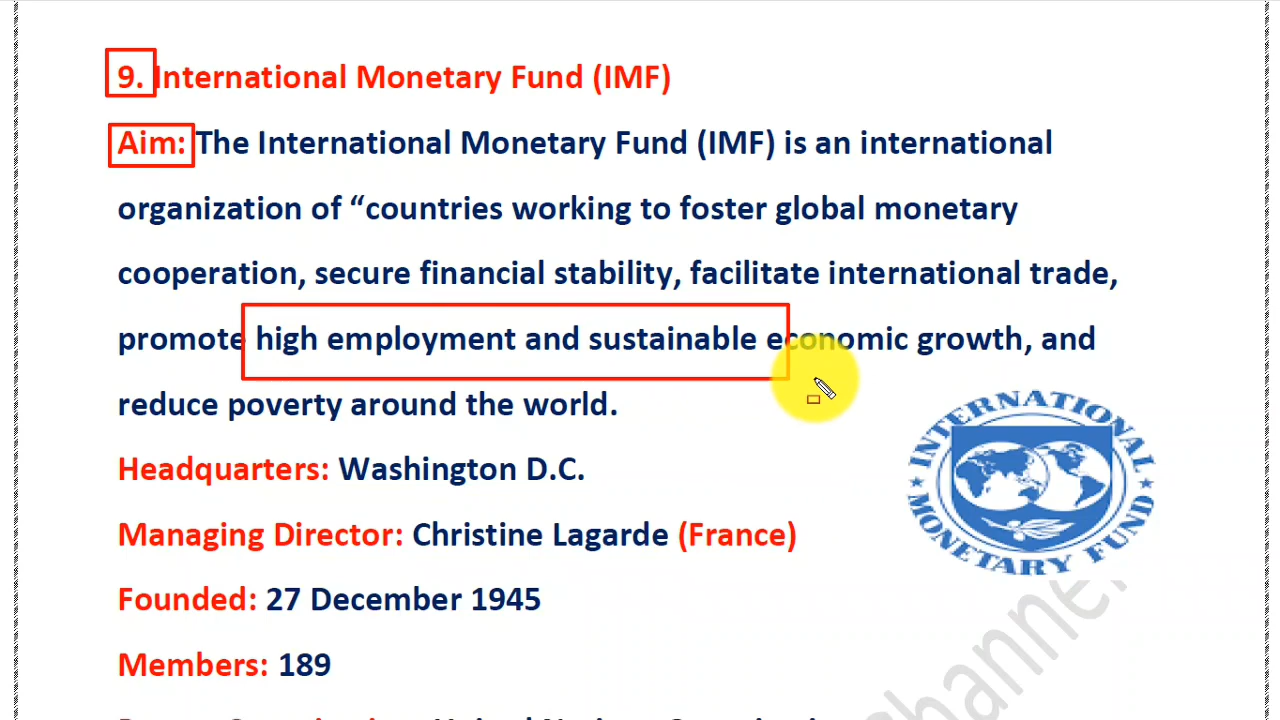 9. International Monetary Fund (IMF)
Aim: The International Monetary Fund (IMF) is an international
organization of “countries working to foster global monetary
cooperation, secure financial stability, facilitate international trade,
promote high employment and sustainable economic growth, and
reduce poverty around the world.
INTERNATIONAL
MONETARY FUND
Headquarters: Washington D.C.
Managing Director: Christine Lagarde (France)
Founded: 27 December 1945
Members: 189